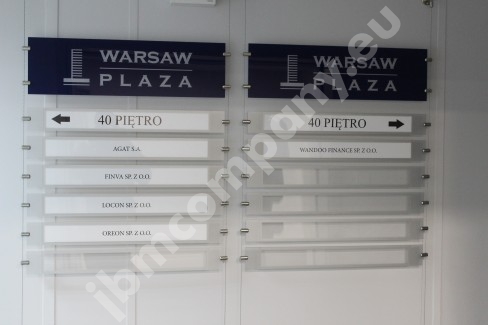 WARSAW
PLAZA
40 PIĘTRO
AGAT S.A.
FINVA SP. Z O.O.
LOCON SP. Z O.O.
OREON SP. Z O.O.
WARSAW
PLAZA
40 PIĘTRO
WANDOO FINANCE SP. Z O.O.
jbmcompany.eu